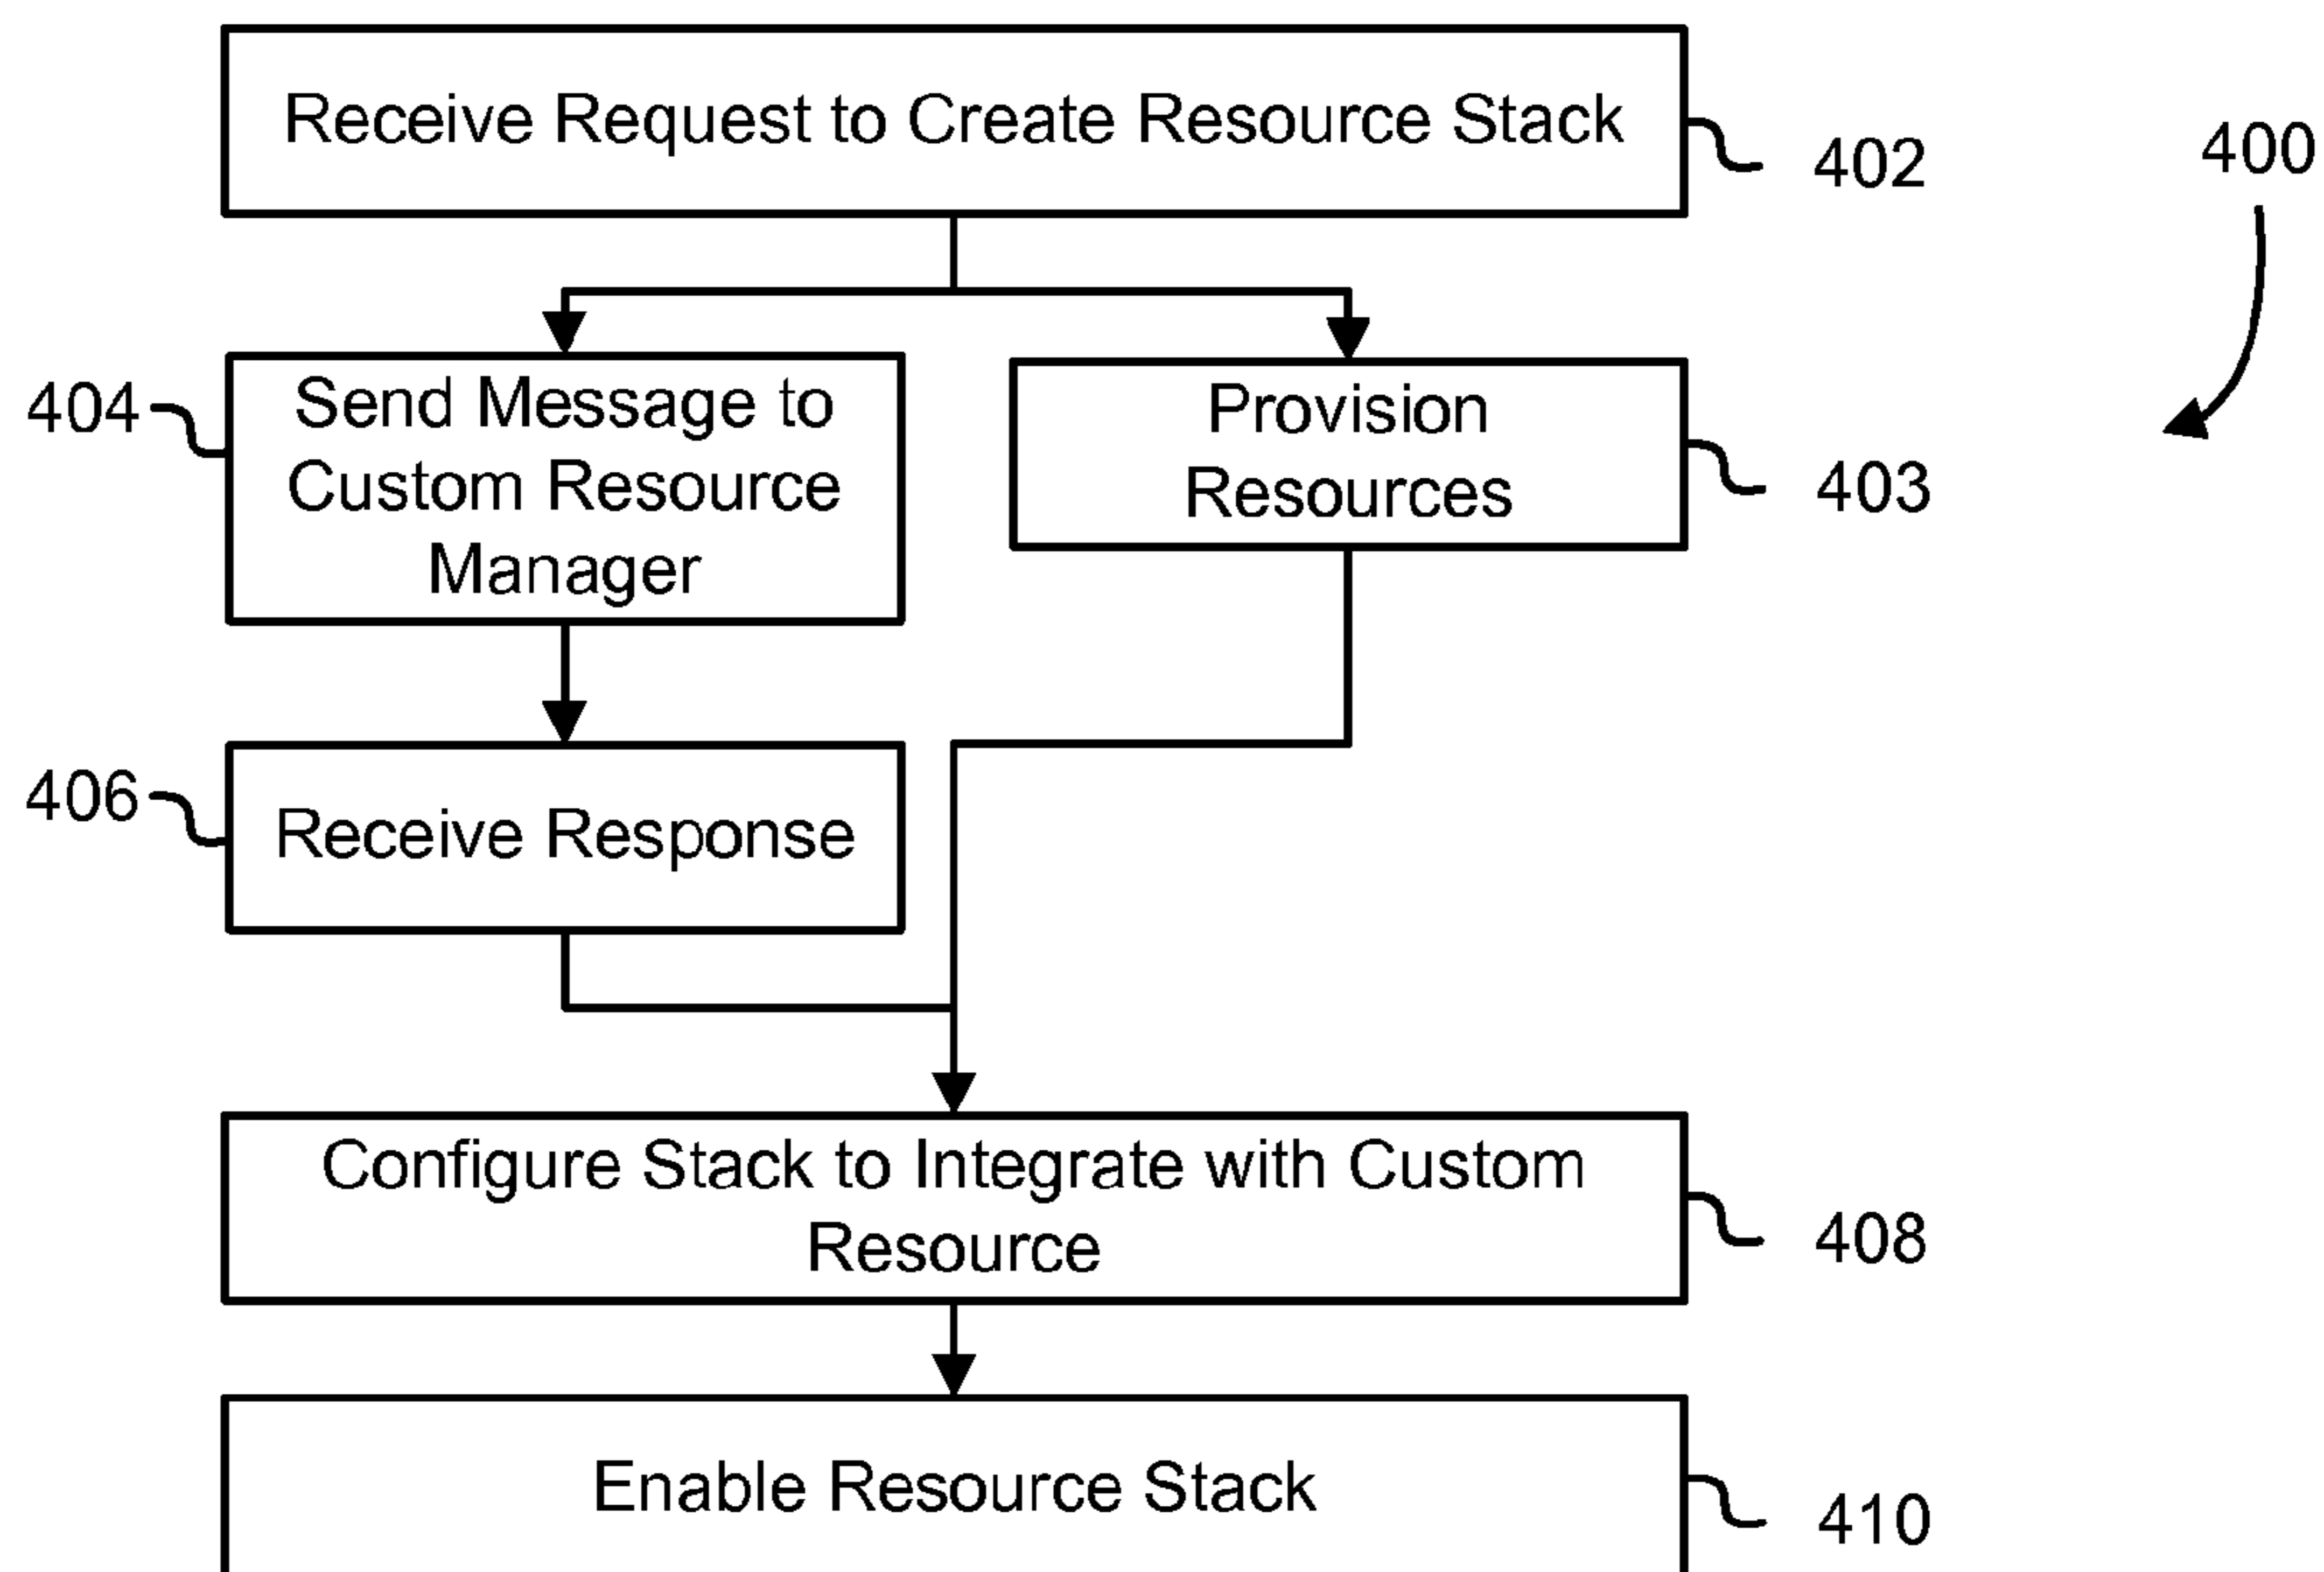 Receive Request to Create Resource Stack
402
400
404
Send Message to
Custom Resource
Manager
Provision
Resources
403
406
Receive Response
Configure Stack to Integrate with Custom
Resource
408
Enable Resource Stack
410